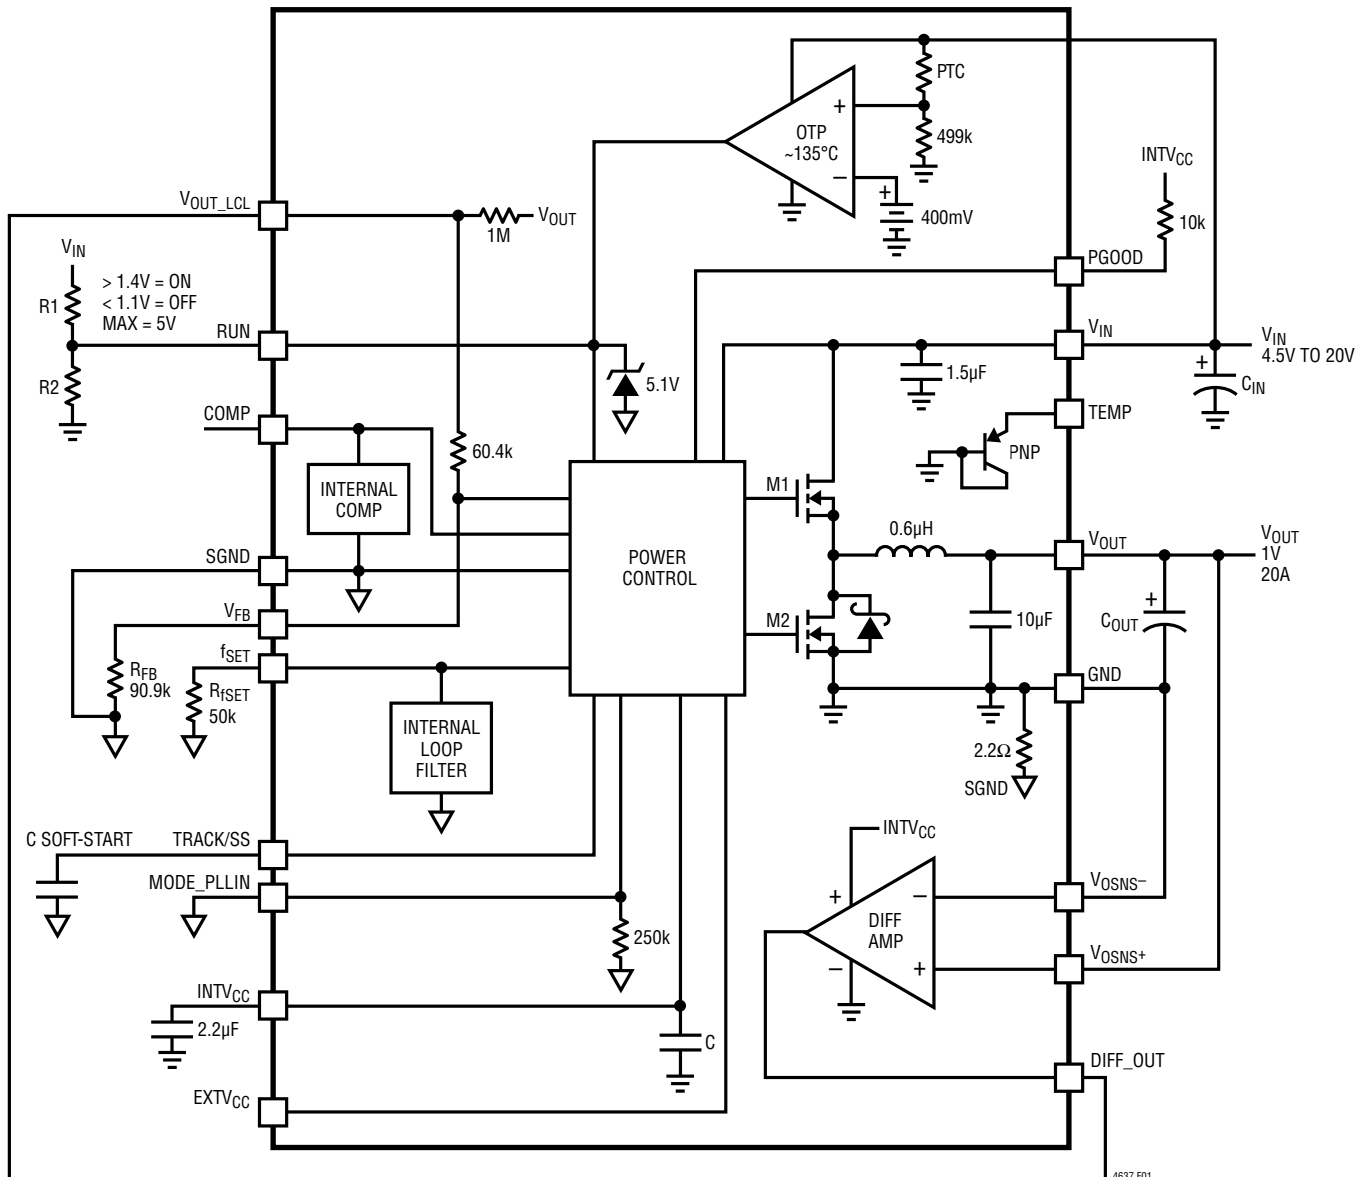 PTC
+
OTP
~135°C
499k
–
+
400mV
INTVCC
10k
VOUT_LCL
1M
VOUT
PGOOD
VIN
R1
> 1.4V = ON
< 1.1V = OFF
MAX = 5V
RUN
R2
5.1V
VIN
1.5µF
VIN
4.5V TO 20V
+
CIN
COMP
60.4k
TEMP
PNP
INTERNAL
COMP
M1
0.6µH
VOUT
VOUT
1V
20A
POWER
CONTROL
SGND
VFB
M2
10µF
+
COUT
fSET
RFB
90.9k
RfSET
50k
GND
INTERNAL
LOOP
FILTER
2.2Ω
SGND
C SOFT-START
TRACK/SS
INTVCC
MODE_PLLIN
+
–
VOSNS–
DIFF
AMP
250k
–
+
VOSNS+
INTVCC
2.2µF
C
DIFF_OUT
EXTVCC
4637 F01